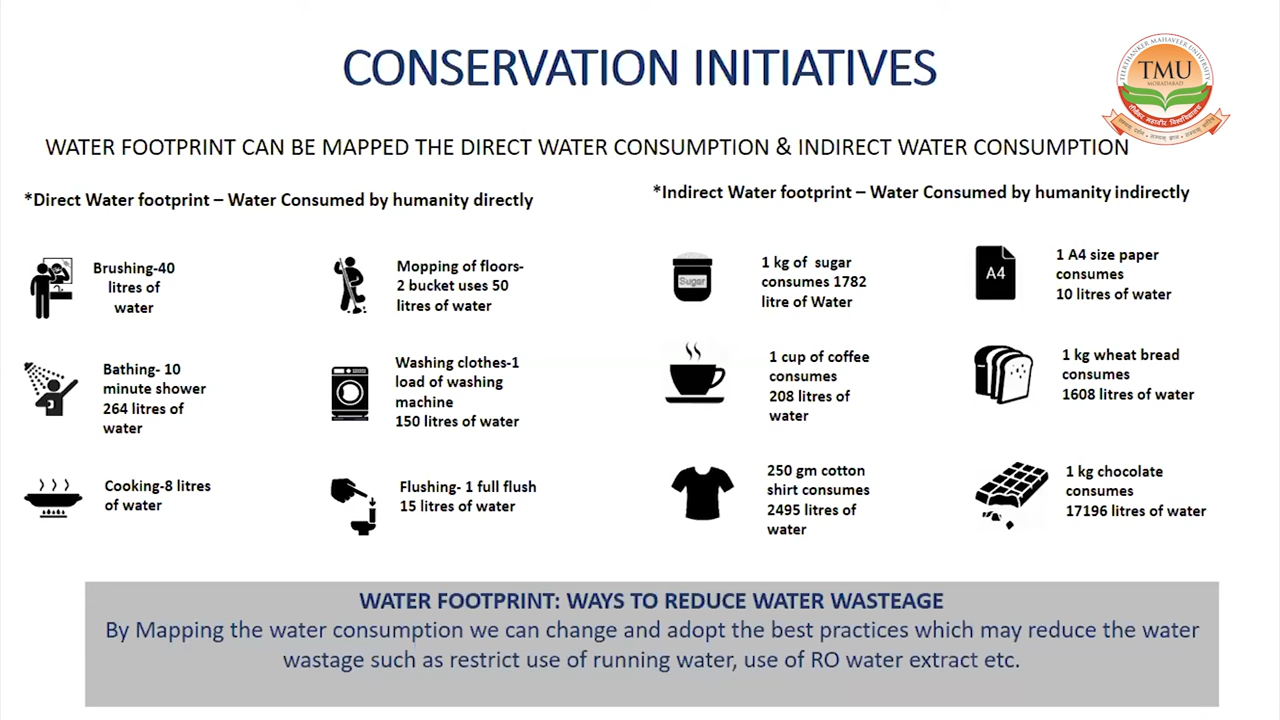 CONSERVATION INITIATIVES
TEERTHANKER MAHAVEER UNIVERSITY
TMU
MORADABAD
WATER FOOTPRINT CAN BE MAPPED THE DIRECT WATER CONSUMPTION & INDIRECT WATER CONSUMPTION
*Direct Water footprint – Water Consumed by humanity directly
Brushing-40
litres of
water
Mopping of floors-
2 bucket uses 50
litres of water
Bathing- 10
minute shower
264 litres of
water
Washing clothes-1
load of washing
machine
150 litres of water
Cooking-8 litres
of water
Flushing- 1 full flush
15 litres of water
*Indirect Water footprint – Water Consumed by humanity indirectly
Sugar
1 kg of  sugar
consumes 1782
litre of Water
A4
1 A4 size paper
consumes
10 litres of water
1 cup of coffee
consumes
208 litres of
water
1 kg wheat bread
consumes
1608 litres of water
250 gm cotton
shirt consumes
2495 litres of
water
1 kg chocolate
consumes
17196 litres of water
WATER FOOTPRINT: WAYS TO REDUCE WATER WASTEAGE
By Mapping the water consumption we can change and adopt the best practices which may reduce the water
wastage such as restrict use of running water, use of RO water extract etc.